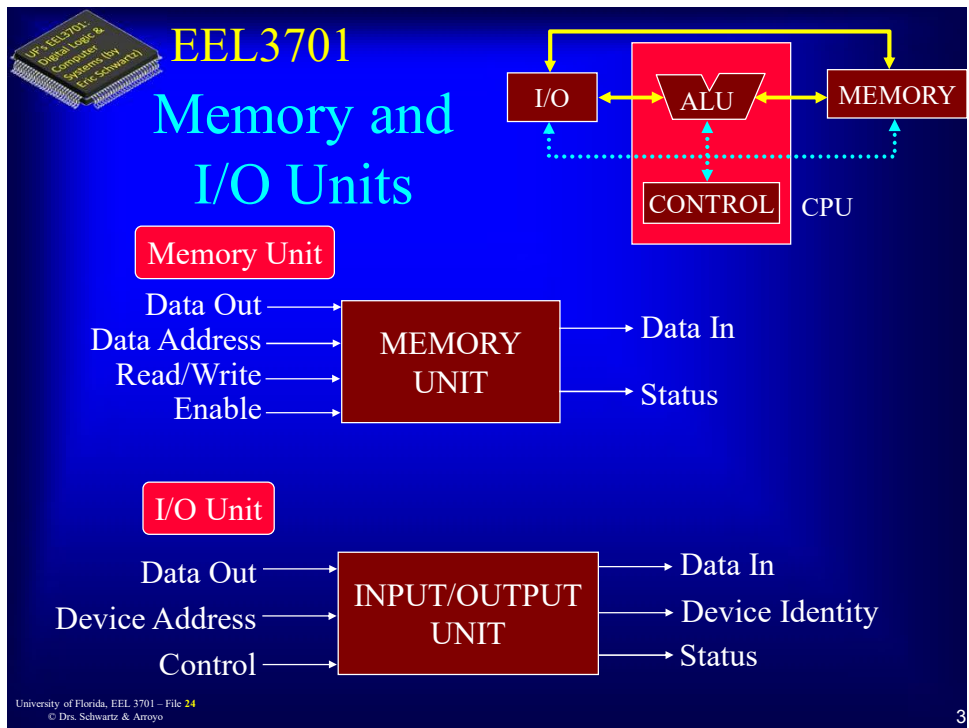 UF's EEL3701:
Digital Logic &
Computer
Systems (by
Eric Schwartz)
EEL3701
Memory and
I/O Units
I/O
ALU
MEMORY
CONTROL
CPU
Memory Unit
Data Out
Data Address
Read/Write
Enable
MEMORY
UNIT
Data In
Status
I/O Unit
Data Out
Device Address
Control
INPUT/OUTPUT
UNIT
Data In
Device Identity
Status
University of Florida, EEL 3701 – File 24
© Drs. Schwartz & Arroyo
3